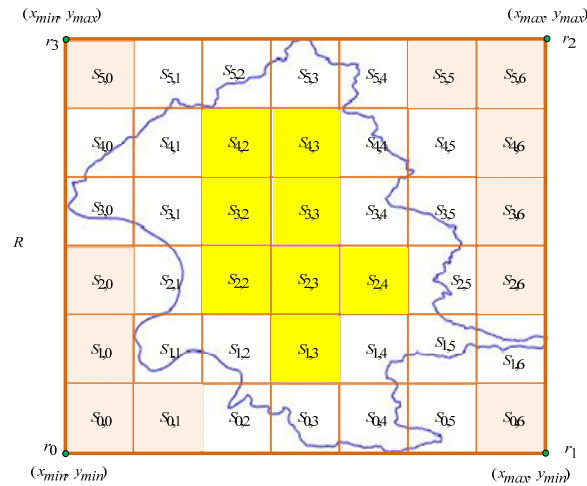 (xmin, ymax) (xmax, ymax)
r3 r2
S5,0 S5,1 S5,2 S5,3 S5,4 S5,5 S5,6
S4,0 S4,1 S4,2 S4,3 S4,4 S4,5 S4,6
S3,0 S3,1 S3,2 S3,3 S3,4 S3,5 S3,6
R
S2,0 S2,1 S2,2 S2,3 S2,4 S2,5 S2,6
S1,0 S1,1 S1,2 S1,3 S1,4 S1,5 S1,6
S0,0 S0,1 S0,2 S0,3 S0,4 S0,5 S0,6
r0 r1
(xmin, ymin) (xmax, ymin)